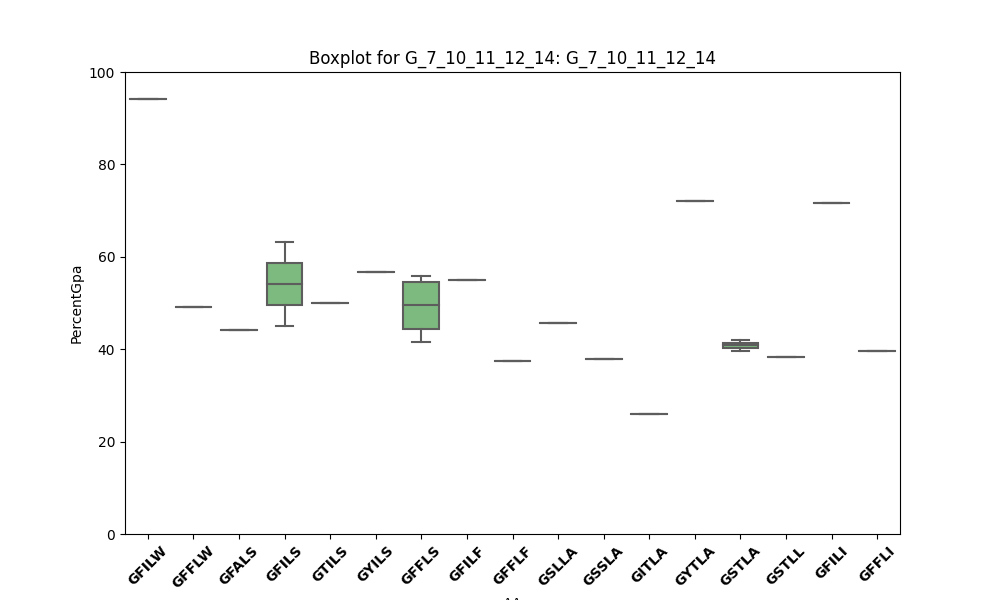 Boxplot for G_7_10_11_12_14: G_7_10_11_12_14
PercentGpa
100
80
60
40
20
0
GFILW
GFFLW
GFALS
GFILS
GTILS
GYILS
GFFLS
GFILF
GFFLF
GSLLA
GSSLA
GITLA
GYTLA
GSTLA
GSTLL
GFILI
GFFLI